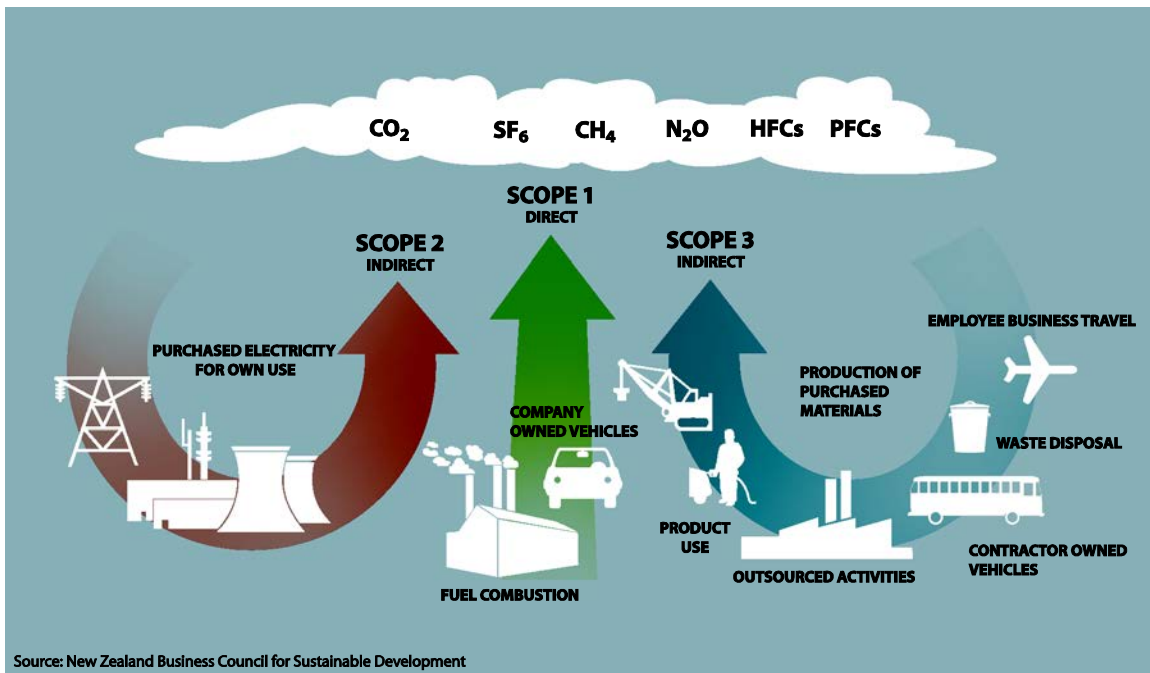 CO₂ SF₆ CH₄ N₂O HFCs PFCs
SCOPE 1
DIRECT
SCOPE 2
INDIRECT
SCOPE 3
INDIRECT
EMPLOYEE BUSINESS TRAVEL
PURCHASED ELECTRICITY
FOR OWN USE
PRODUCTION OF
PURCHASED
MATERIALS
COMPANY
OWNED VEHICLES
WASTE DISPOSAL
PRODUCT
USE
CONTRACTOR OWNED
VEHICLES
OUTSOURCED ACTIVITIES
FUEL COMBUSTION
Source: New Zealand Business Council for Sustainable Development